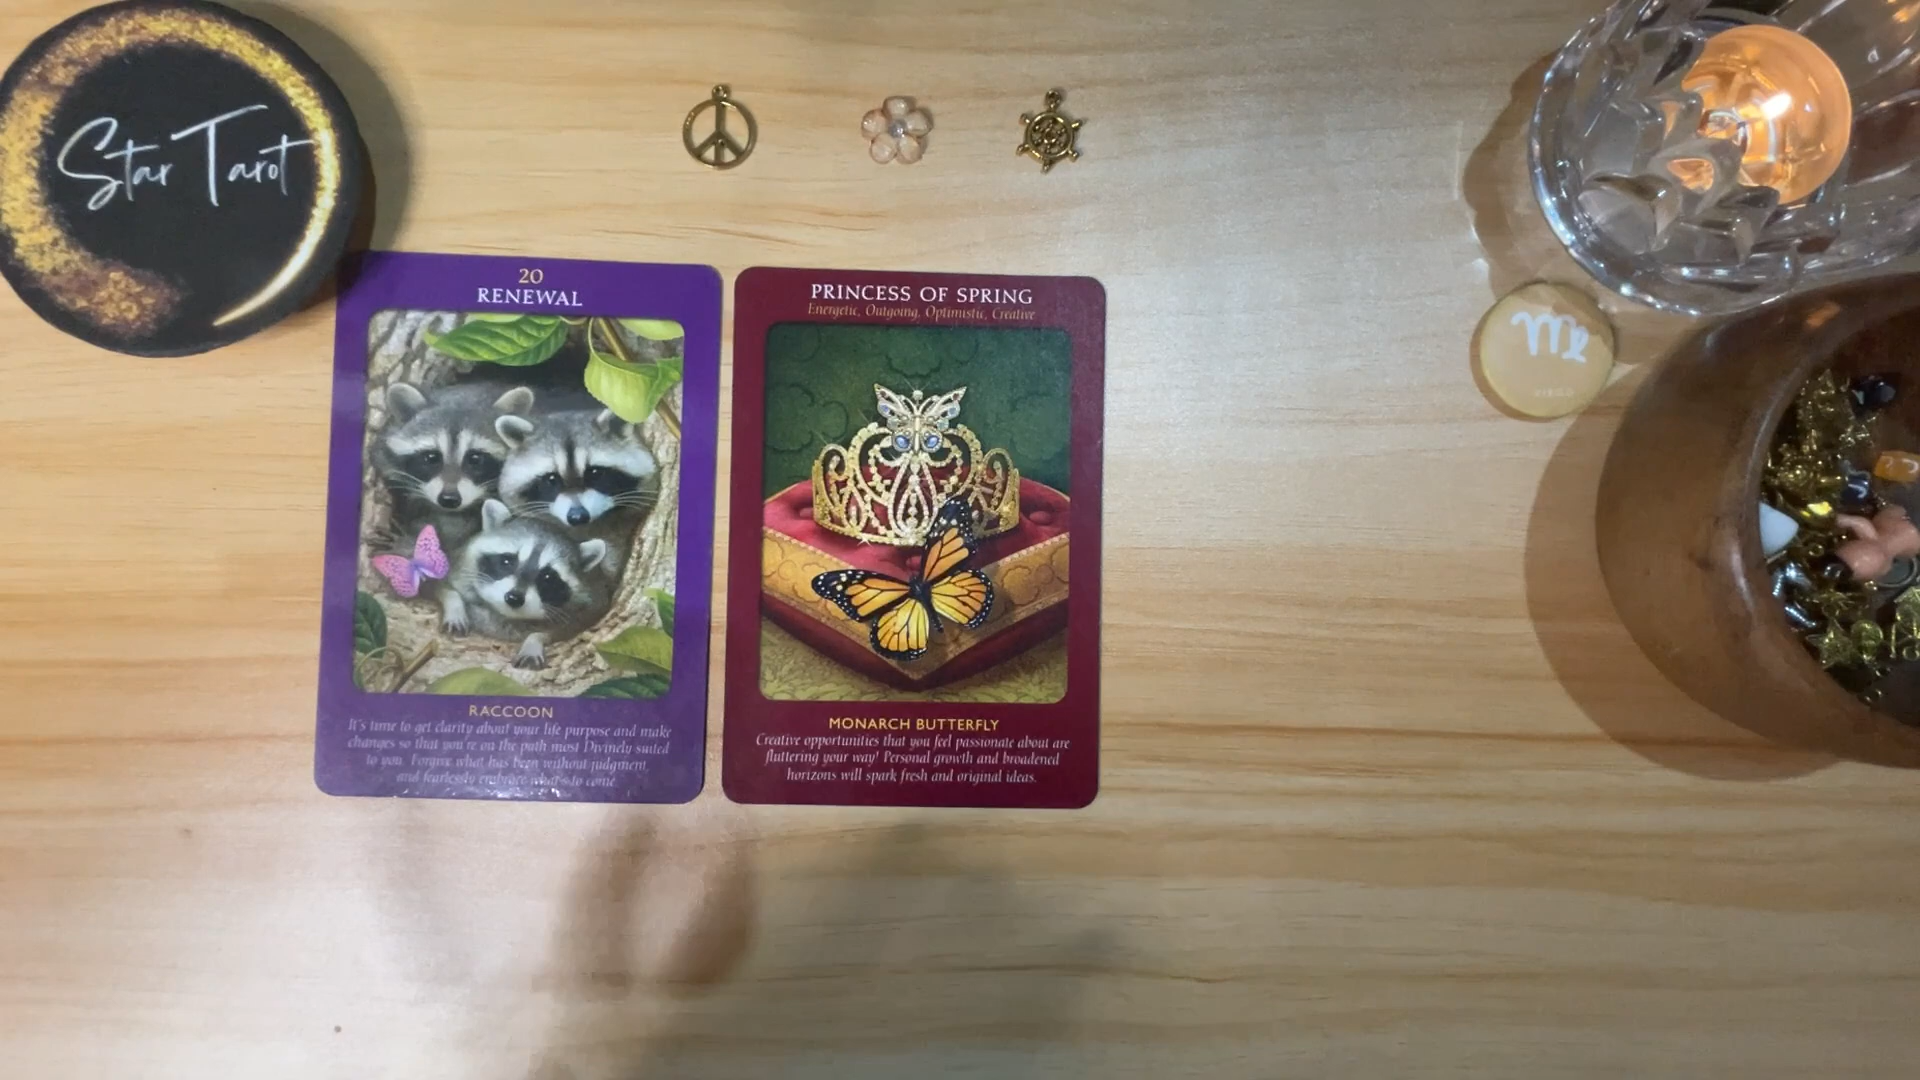 Star Tarot
20
RENEWAL
RACCOON
It's time to get clarity about your life purpose and make
changes so that you're on the path most Divinely suited
to you. Forgive what has been without judgment,
and fearlessly embrace what's to come.
PRINCESS OF SPRING
Energetic, Outgoing, Optimistic, Creative
MONARCH BUTTERFLY
Creative opportunities that you feel passionate about are
fluttering your way! Personal growth and broadened
horizons will spark fresh and original ideas.